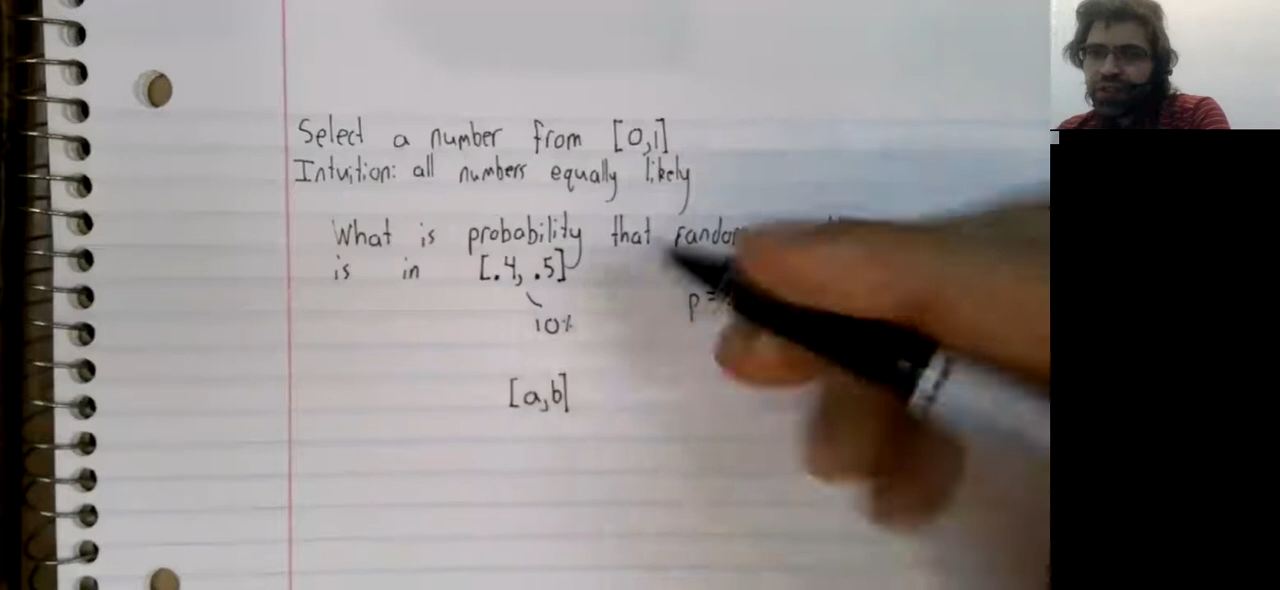 Select a number from [0,1]
Intuition: all numbers equally likely
What is probability that
is in [.4, .5]
p=
10%
[a,b]